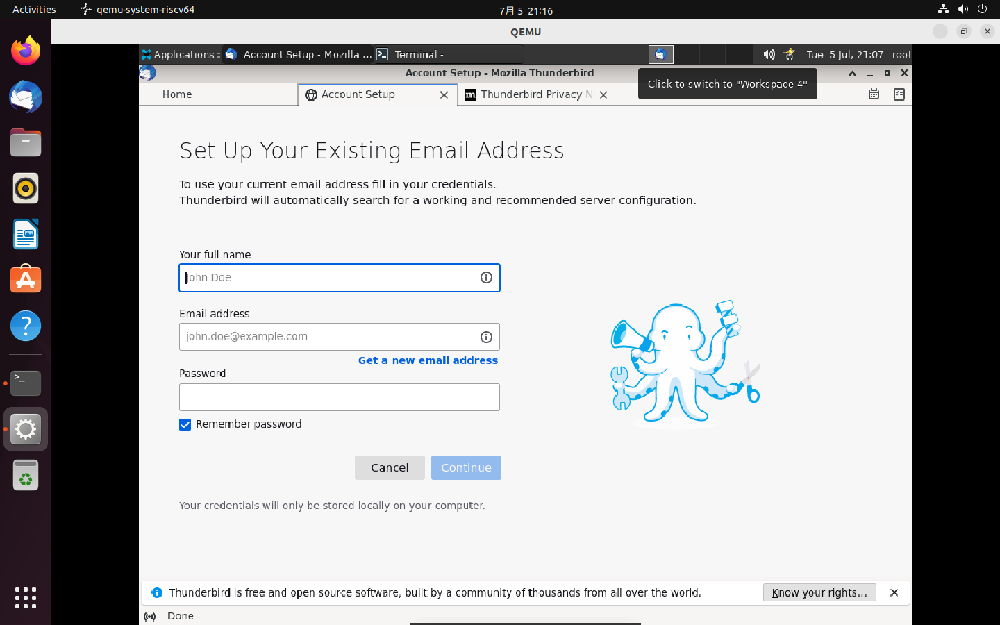 Activities
qemu-system-riscv64
7月 5 21:16
QEMU
Applications
Account Setup - Mozilla ...
Terminal -
Tue 5 Jul, 21:07
root
Account Setup - Mozilla Thunderbird
Click to switch to "Workspace 4"
Home
Account Setup
m
Thunderbird Privacy N
Set Up Your Existing Email Address
To use your current email address fill in your credentials.
Thunderbird will automatically search for a working and recommended server configuration.
Your full name
John Doe
Email address
john.doe@example.com
Get a new email address
Password
Remember password
Cancel
Continue
Your credentials will only be stored locally on your computer.
Thunderbird is free and open source software, built by a community of thousands from all over the world.
Know your rights...
Done